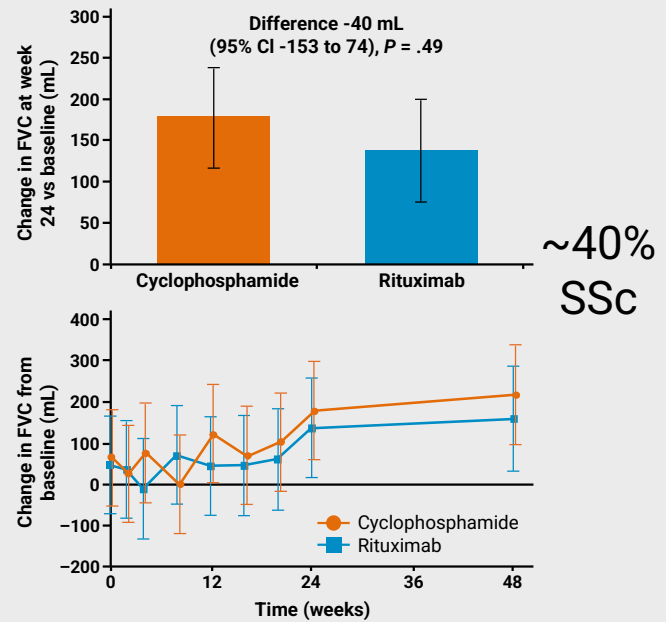 Difference -40 mL
(95% Cl -153 to 74), P = .49
Change in FVC at week
24 vs baseline (mL)
300
250
200
150
100
50
0
Cyclophosphamide
Rituximab
~40%
SSc
Change in FVC from
baseline (mL)
400
300
200
100
0
−100
−200
Cyclophosphamide
Rituximab
0
12
24
36
48
Time (weeks)